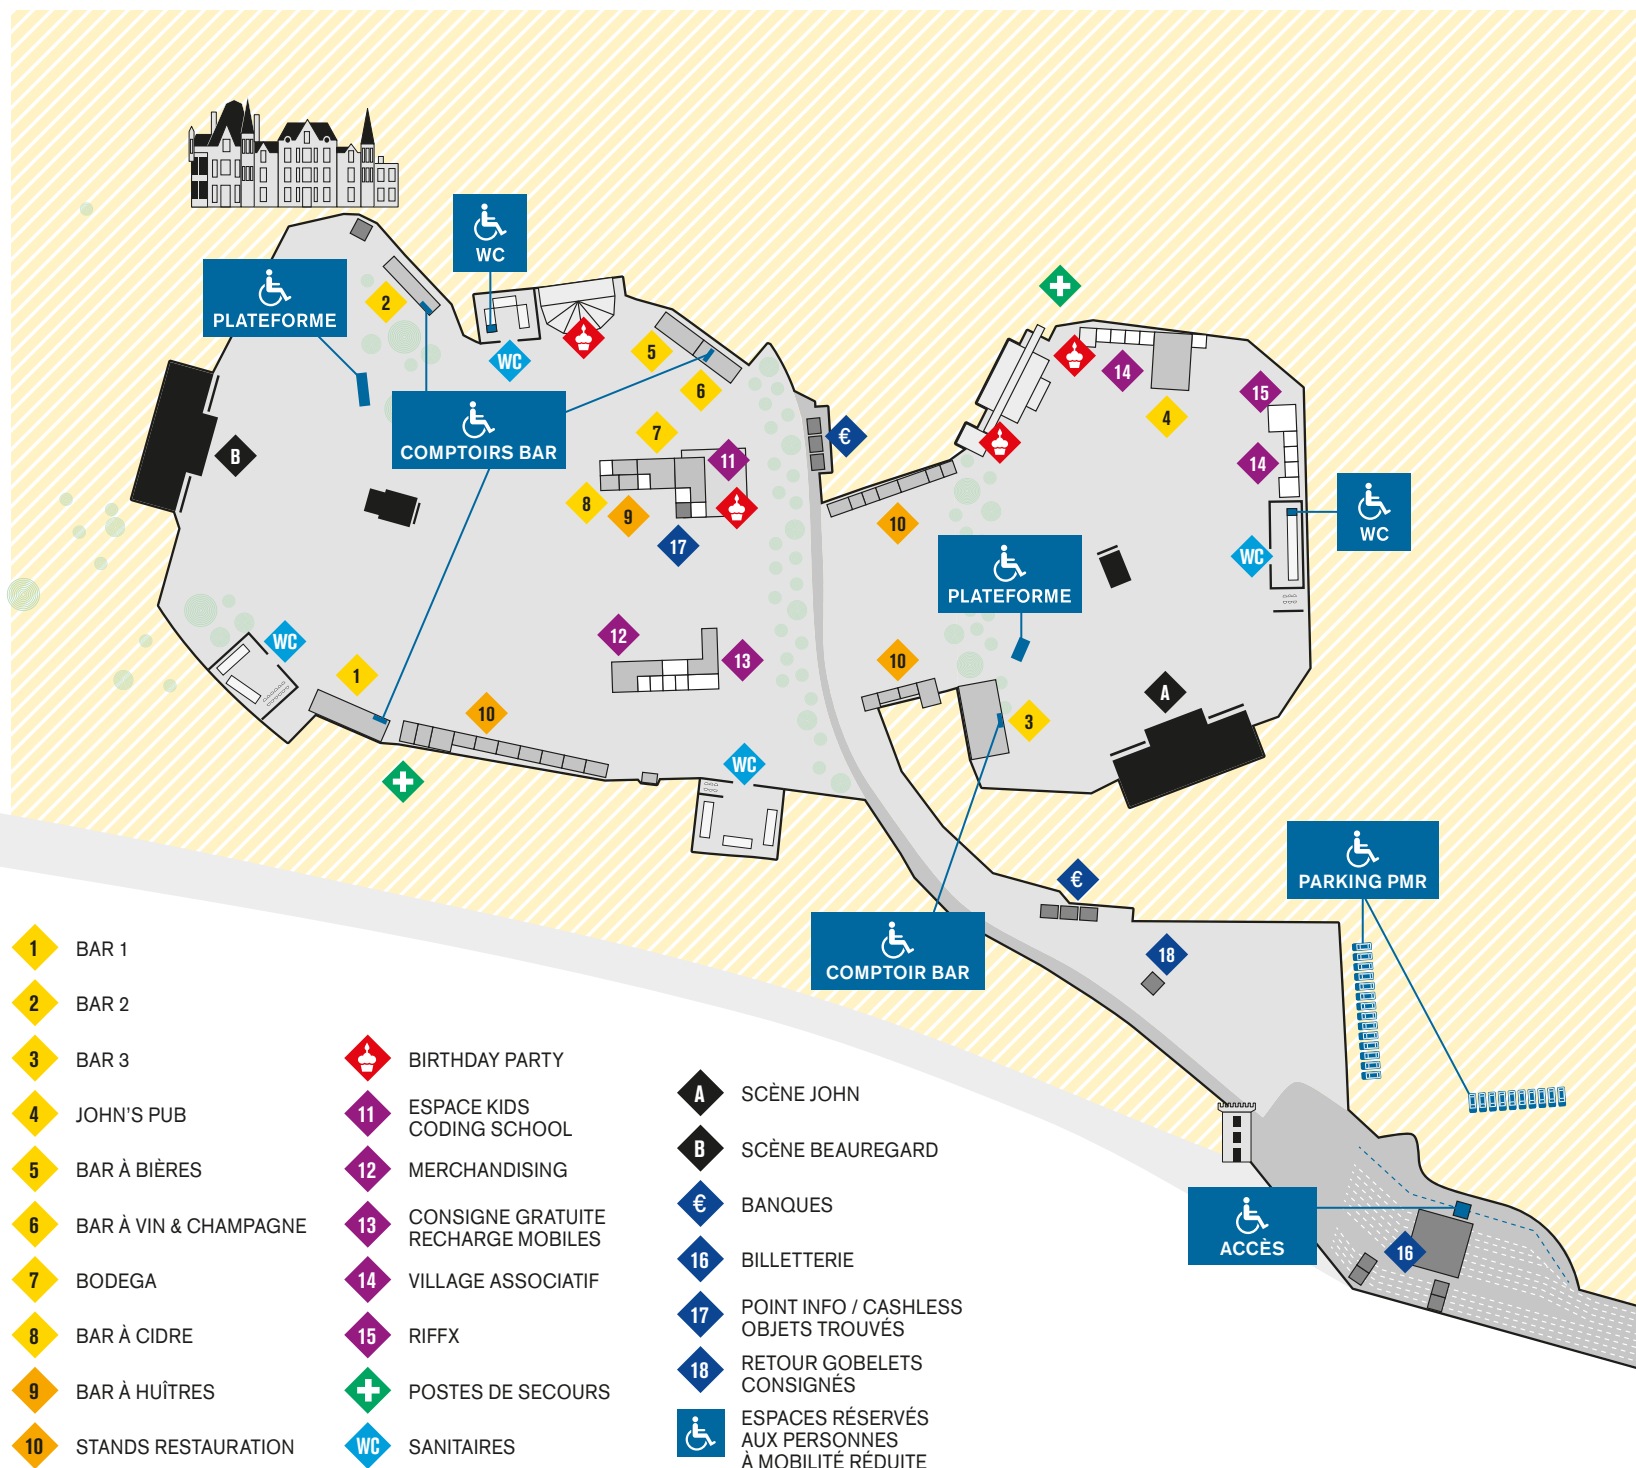 WC
PLATEFORME
2
WC
5
6
COMPTOIRS BAR
B
7
11
8
9
17
€
14
15
4
14
10
WC
WC
PLATEFORME
12
13
10
WC
1
10
A
3
WC
PARKING PMR
€
COMPTOIR BAR
18
ACCÈS
16
1 BAR 1
2 BAR 2
3 BAR 3
4 JOHN'S PUB
5 BAR À BIÈRES
6 BAR À VIN & CHAMPAGNE
7 BODEGA
8 BAR À CIDRE
9 BAR À HUÎTRES
10 STANDS RESTAURATION
BIRTHDAY PARTY
11 ESPACE KIDS
CODING SCHOOL
12 MERCHANDISING
13 CONSIGNE GRATUITE
RECHARGE MOBILES
14 VILLAGE ASSOCIATIF
15 RIFFX
POSTES DE SECOURS
WC SANITAIRES
A SCÈNE JOHN
B SCÈNE BEAUREGARD
€ BANQUES
16 BILLETTERIE
17 POINT INFO / CASHLESS
OBJETS TROUVÉS
18 RETOUR GOBELETS
CONSIGNÉS
ESPACES RÉSERVÉS
AUX PERSONNES
À MOBILITÉ RÉDUITE